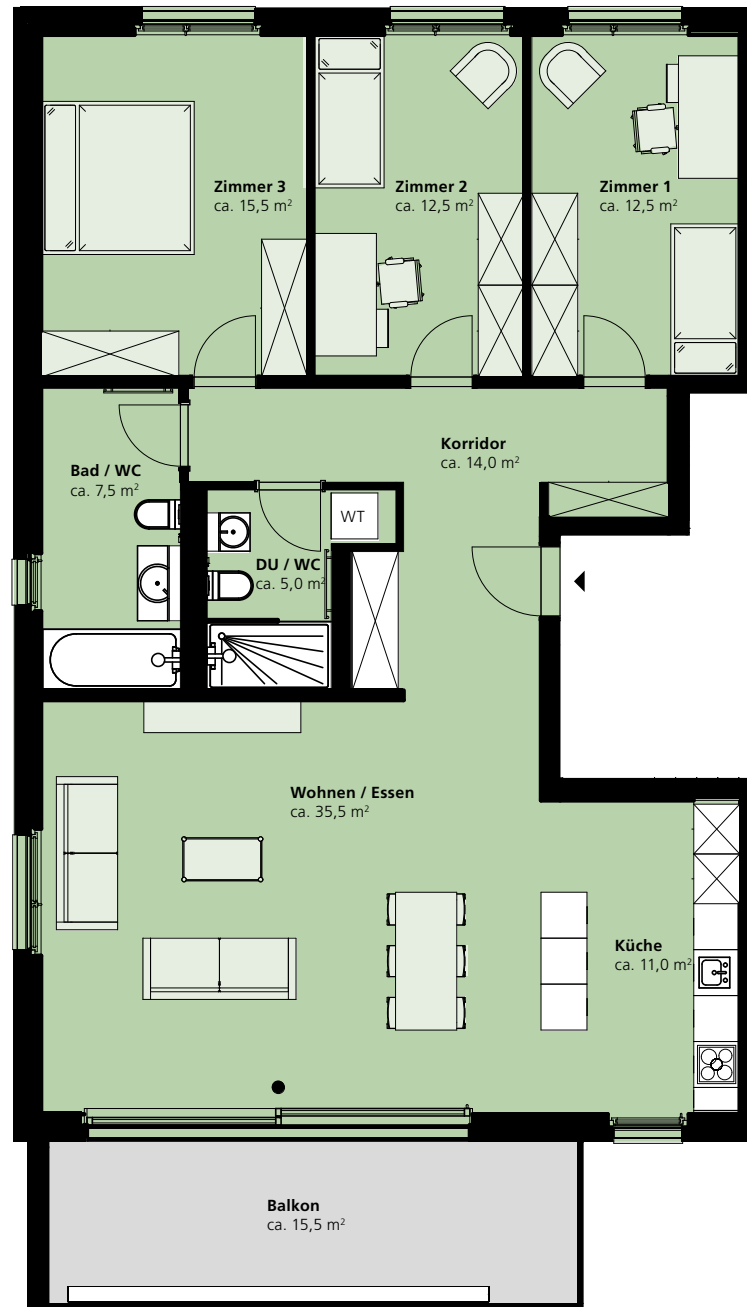 Zimmer 3
ca. 15,5 m²
Zimmer 2
ca. 12,5 m²
Zimmer 1
ca. 12,5 m²
Korridor
ca. 14,0 m²
Bad / WC
ca. 7,5 m²
WT
DU / WC
ca. 5,0 m²
Wohnen / Essen
ca. 35,5 m²
Küche
ca. 11,0 m²
Balkon
ca. 15,5 m²